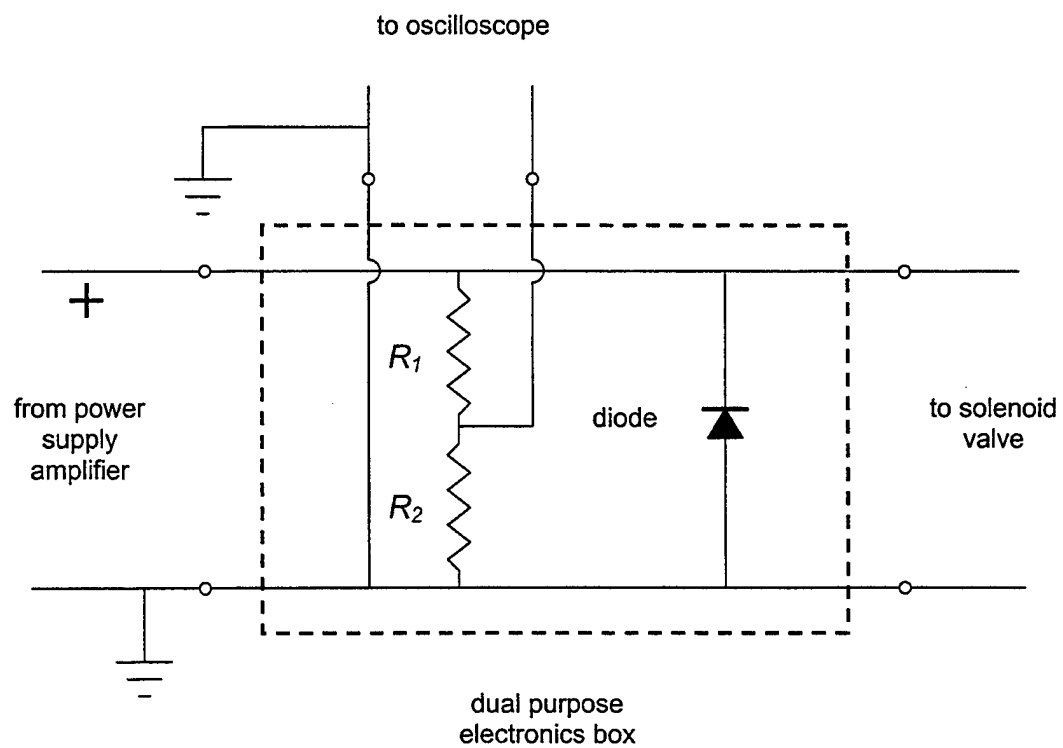 to oscilloscope
+
R1
from power
supply
amplifier
diode
to solenoid
valve
R2
dual purpose
electronics box